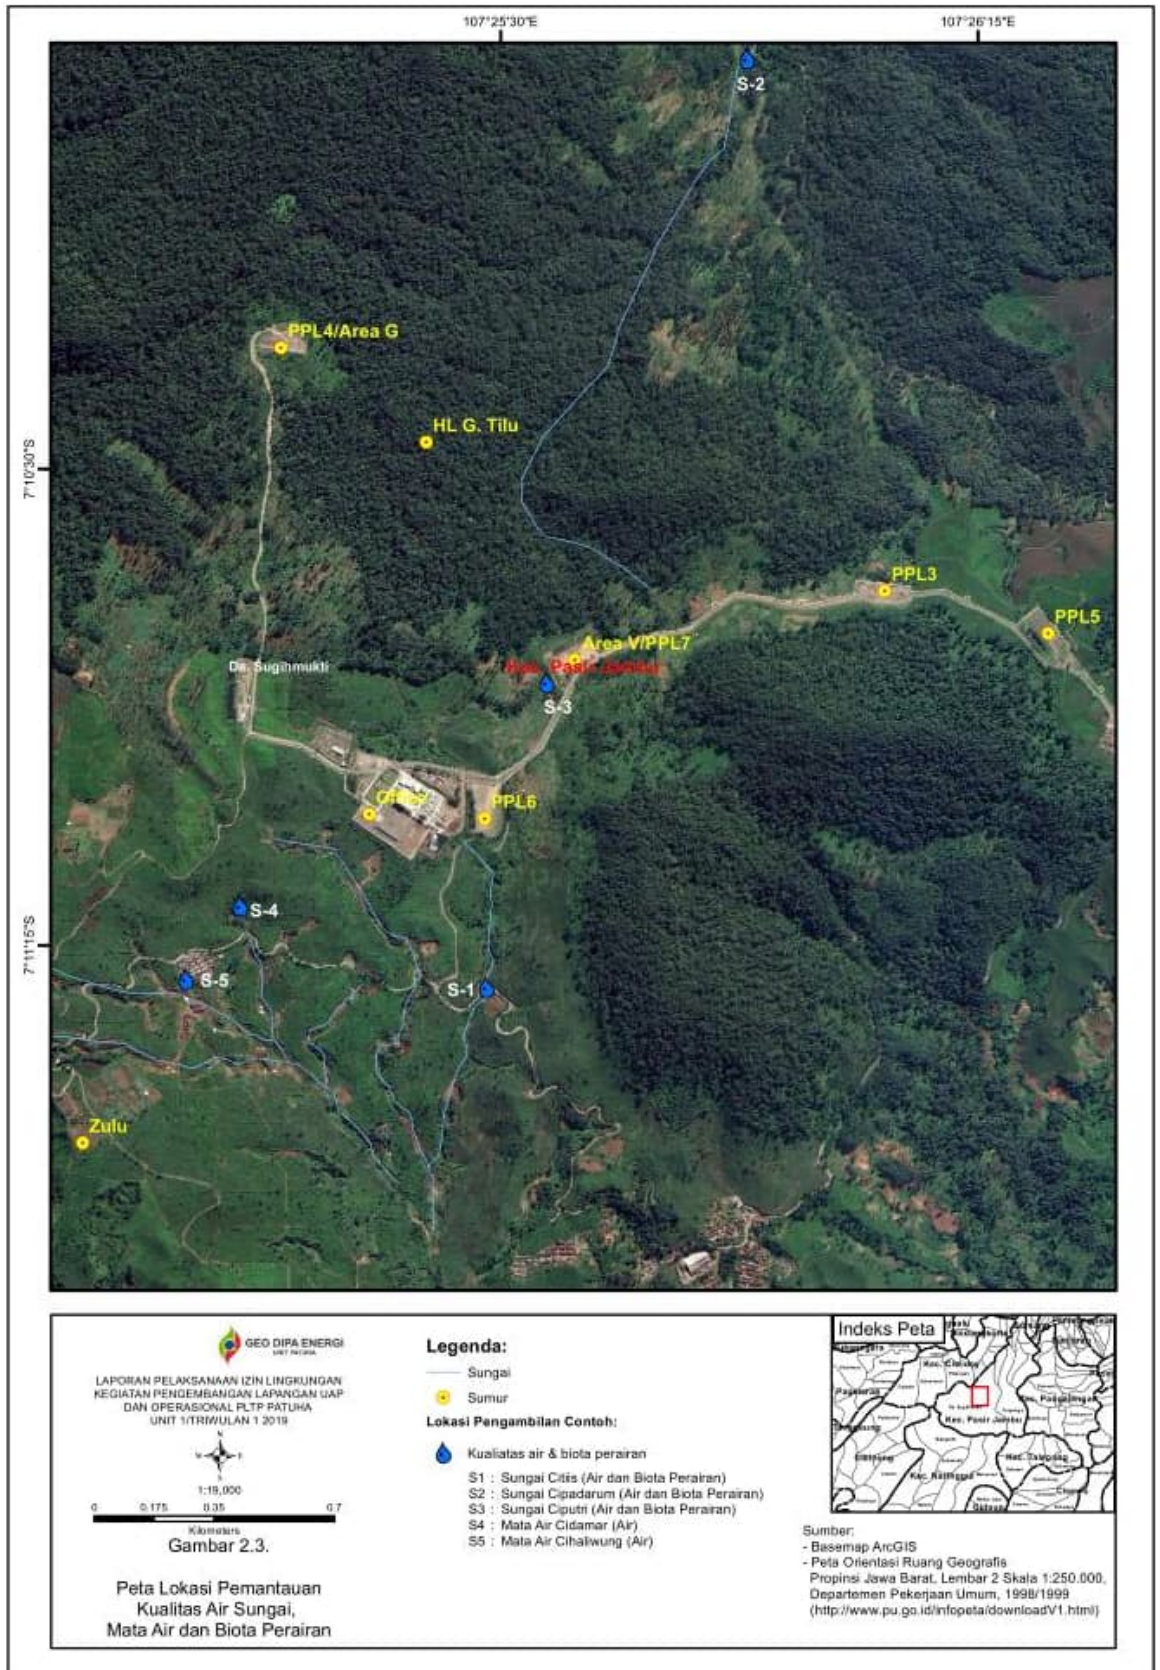 107°25'30"E
107°26'15"E
S-2
PPL4/Area G
HL G. Tilu
7°10'30"S
PPL3
PPL5
Area V/PPL7
Ds. Sugihmukti
S-3
PPL6
S-4
7°11'15"S
S-5
S-1
Zulu
GEO DIPA ENERGI
UNIT PATUHA
LAPORAN PELAKSANAAN IZIN LINGKUNGAN
KEGIATAN PENGEMBANGAN LAPANGAN UAP
DAN OPERASIONAL PLTP PATUHA
UNIT 1/TRIWULAN 1 2019
N
W
E
S
1:19,000
0 0.175 0.35 0.7
Kilometers
Gambar 2.3.
Peta Lokasi Pemantauan
Kualitas Air Sungai,
Mata Air dan Biota Perairan
Legenda:
Sungai
Sumur
Lokasi Pengambilan Contoh:
Kualiatas air & biota perairan
S1 : Sungai Citiis (Air dan Biota Perairan)
S2 : Sungai Cipadarum (Air dan Biota Perairan)
S3 : Sungai Ciputri (Air dan Biota Perairan)
S4 : Mata Air Cidamar (Air)
S5 : Mata Air Cihaliwung (Air)
Indeks Peta
Kec. Pasir Jambu
Sumber:
- Basemap ArcGIS
- Peta Orientasi Ruang Geografis
Propinsi Jawa Barat, Lembar 2 Skala 1:250.000,
Departemen Pekerjaan Umum, 1998/1999
(http://www.pu.go.id/infopeta/downloadV1.html)